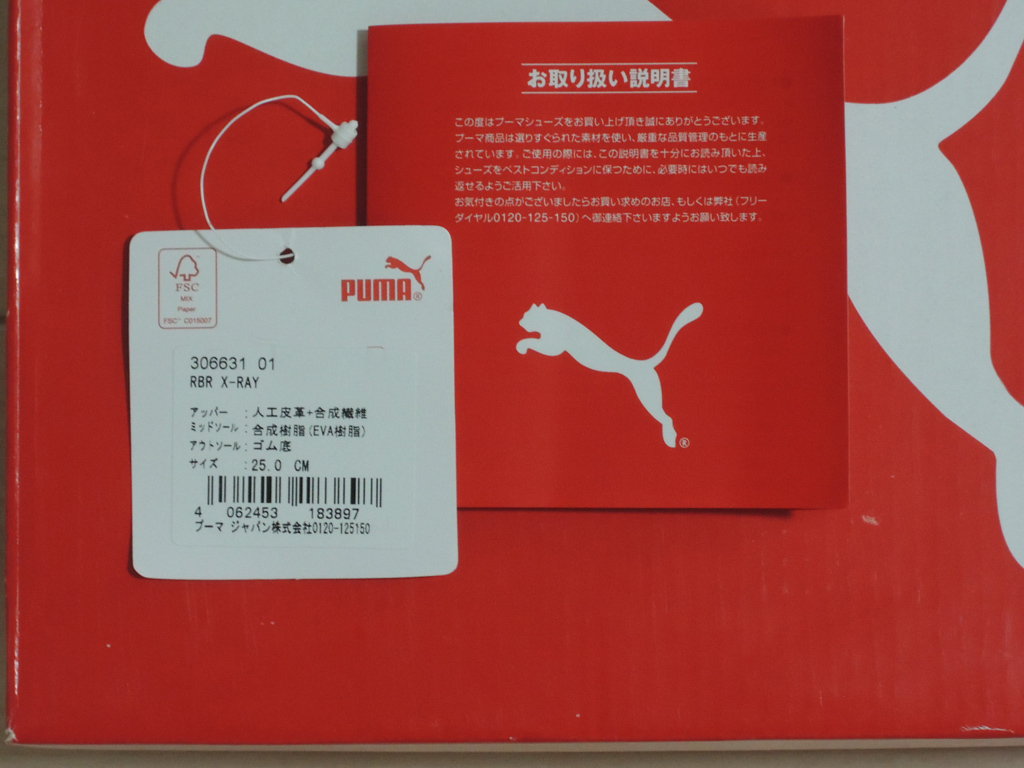 お取り扱い説明書
この度はプーマシューズをお買い上げ頂き誠にありがとうございます。
プーマ商品は選りすぐられた素材を使い、厳重な品質管理のもとに生産
されています。ご使用の際には、この説明書を十分にお読み頂いた上、
シューズをベストコンディションに保つために、必要時にはいつでも読み
返せるようご活用下さい。
お気付きの点がございましたらお買い求めのお店、もしくは弊社(フリー
ダイヤル0120-125-150)へ御連絡下さいますようお願い致します。
®
FSC
MIX
Paper
FSC™ C015007
PUMA®
306631 01
RBR X-RAY
アッパー :人工皮革+合成繊維
ミッドソール:合成樹脂(EVA樹脂)
アウトソール:ゴム底
サイズ :25.0 CM
4 062453 183897
プーマ ジャパン株式会社0120-125150